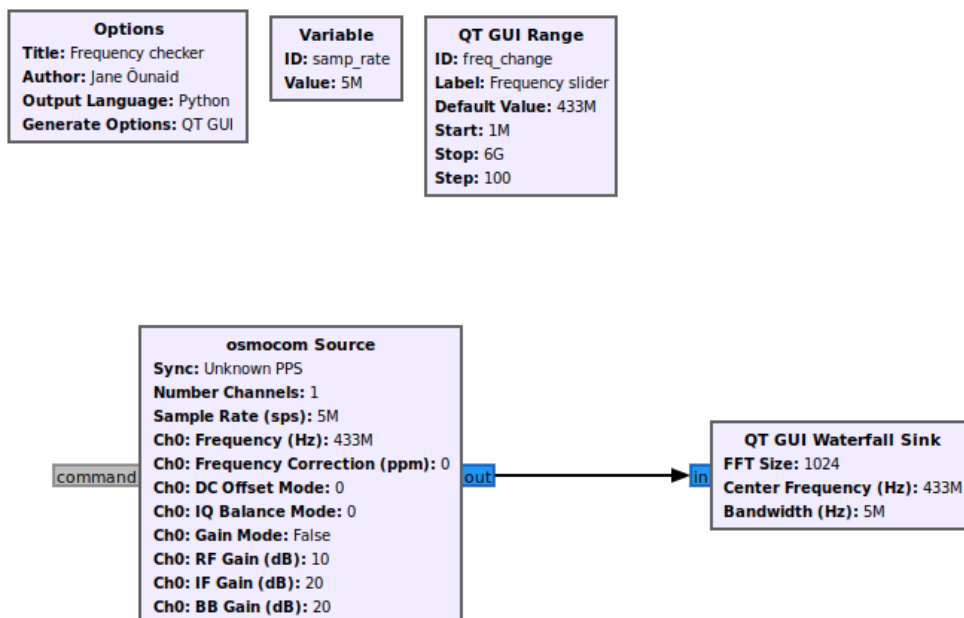 Options
Title: Frequency checker
Author: Jane Õunaid
Output Language: Python
Generate Options: QT GUI
Variable
ID: samp_rate
Value: 5M
QT GUI Range
ID: freq_change
Label: Frequency slider
Default Value: 433M
Start: 1M
Stop: 6G
Step: 100
osmocom Source
Sync: Unknown PPS
Number Channels: 1
Sample Rate (sps): 5M
Ch0: Frequency (Hz): 433M
Ch0: Frequency Correction (ppm): 0
Ch0: DC Offset Mode: 0
Ch0: IQ Balance Mode: 0
Ch0: Gain Mode: False
Ch0: RF Gain (dB): 10
Ch0: IF Gain (dB): 20
Ch0: BB Gain (dB): 20
command
out
in
QT GUI Waterfall Sink
FFT Size: 1024
Center Frequency (Hz): 433M
Bandwidth (Hz): 5M